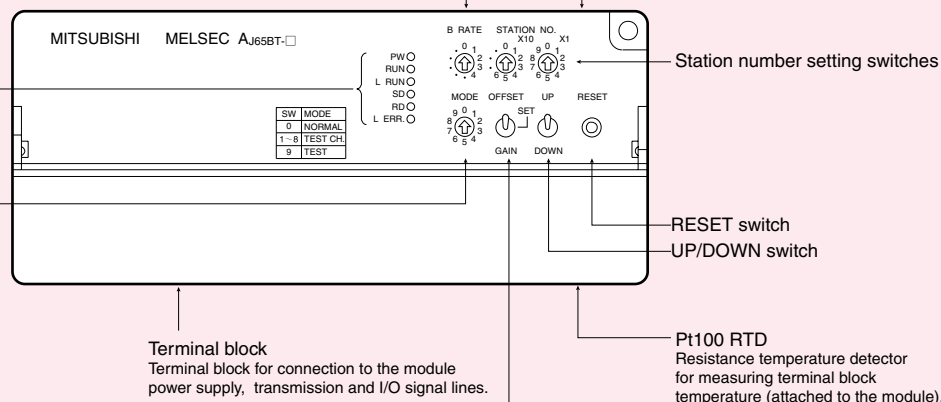 MITSUBISHI MELSEC AJ65BT-□
B RATE STATION NO.
X10 X1
0 1 2 3 4
0 1 2 3 4 5 6
9 0 1 2 3 4 5 6 7 8
Station number setting switches
PW
RUN
L RUN
SD
RD
L ERR.
MODE OFFSET UP RESET
SET
9 0 1 2 3 4 5 6 7 8
GAIN DOWN
SW MODE
0 NORMAL
1~8 TEST CH.
9 TEST
RESET switch
UP/DOWN switch
Terminal block
Terminal block for connection to the module
power supply, transmission and I/O signal lines.
Pt100 RTD
Resistance temperature detector
for measuring terminal block
temperature (attached to the module).